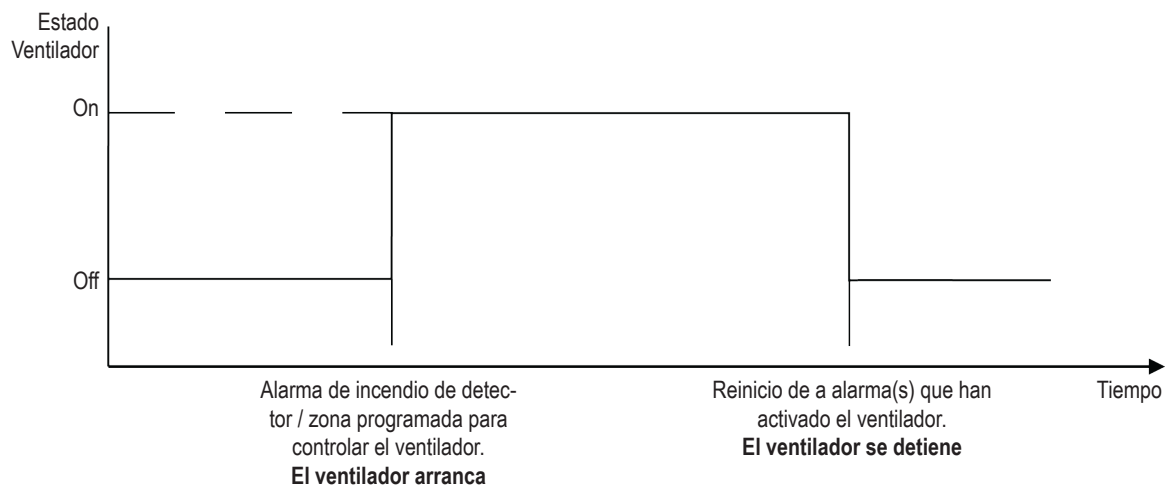 Estado
Ventilador
On
Off
Alarma de incendio de detec-
tor / zona programada para
controlar el ventilador.
El ventilador arranca
Reinicio de a alarma(s) que han
activado el ventilador.
El ventilador se detiene
Tiempo